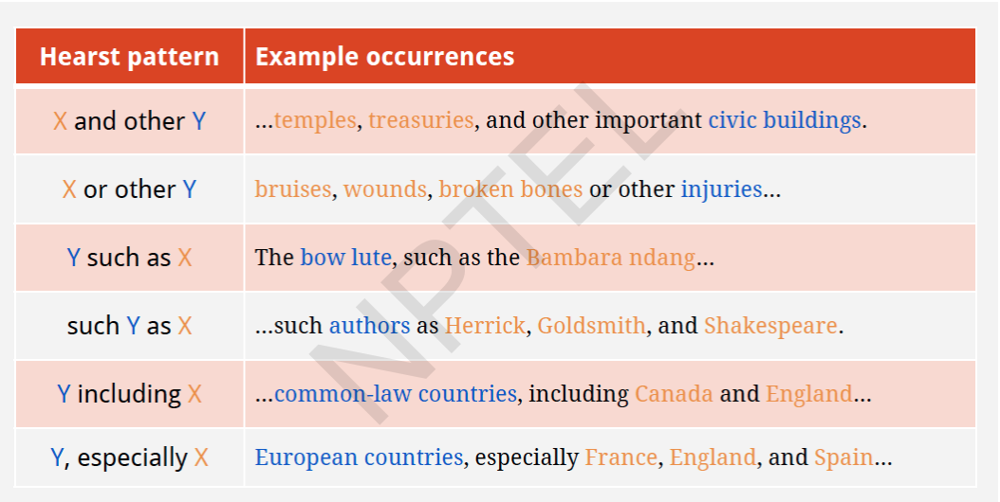 Hearst pattern Example occurrences
X and other Y ...temples, treasuries, and other important civic buildings.
X or other Y bruises, wounds, broken bones or other injuries...
Y such as X The bow lute, such as the Bambara ndang...
such Y as X ...such authors as Herrick, Goldsmith, and Shakespeare.
Y including X ...common-law countries, including Canada and England...
Y, especially X European countries, especially France, England, and Spain...
NPTEL